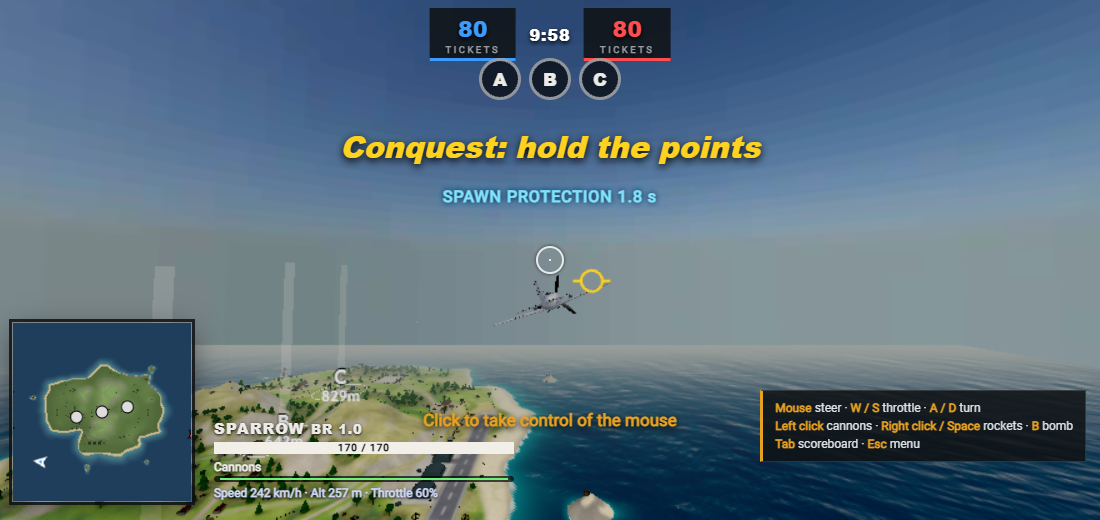 80
TICKETS
9:58
80
TICKETS
A B C
Conquest: hold the points
SPAWN PROTECTION 1.8 s
C
829m
Click to take control of the mouse
B
SPARROW BR 1.0
170 / 170
Cannons
Speed 242 km/h · Alt 257 m · Throttle 60%
Mouse steer · W / S throttle · A / D turn
Left click cannons · Right click / Space rockets · B bomb
Tab scoreboard · Esc menu